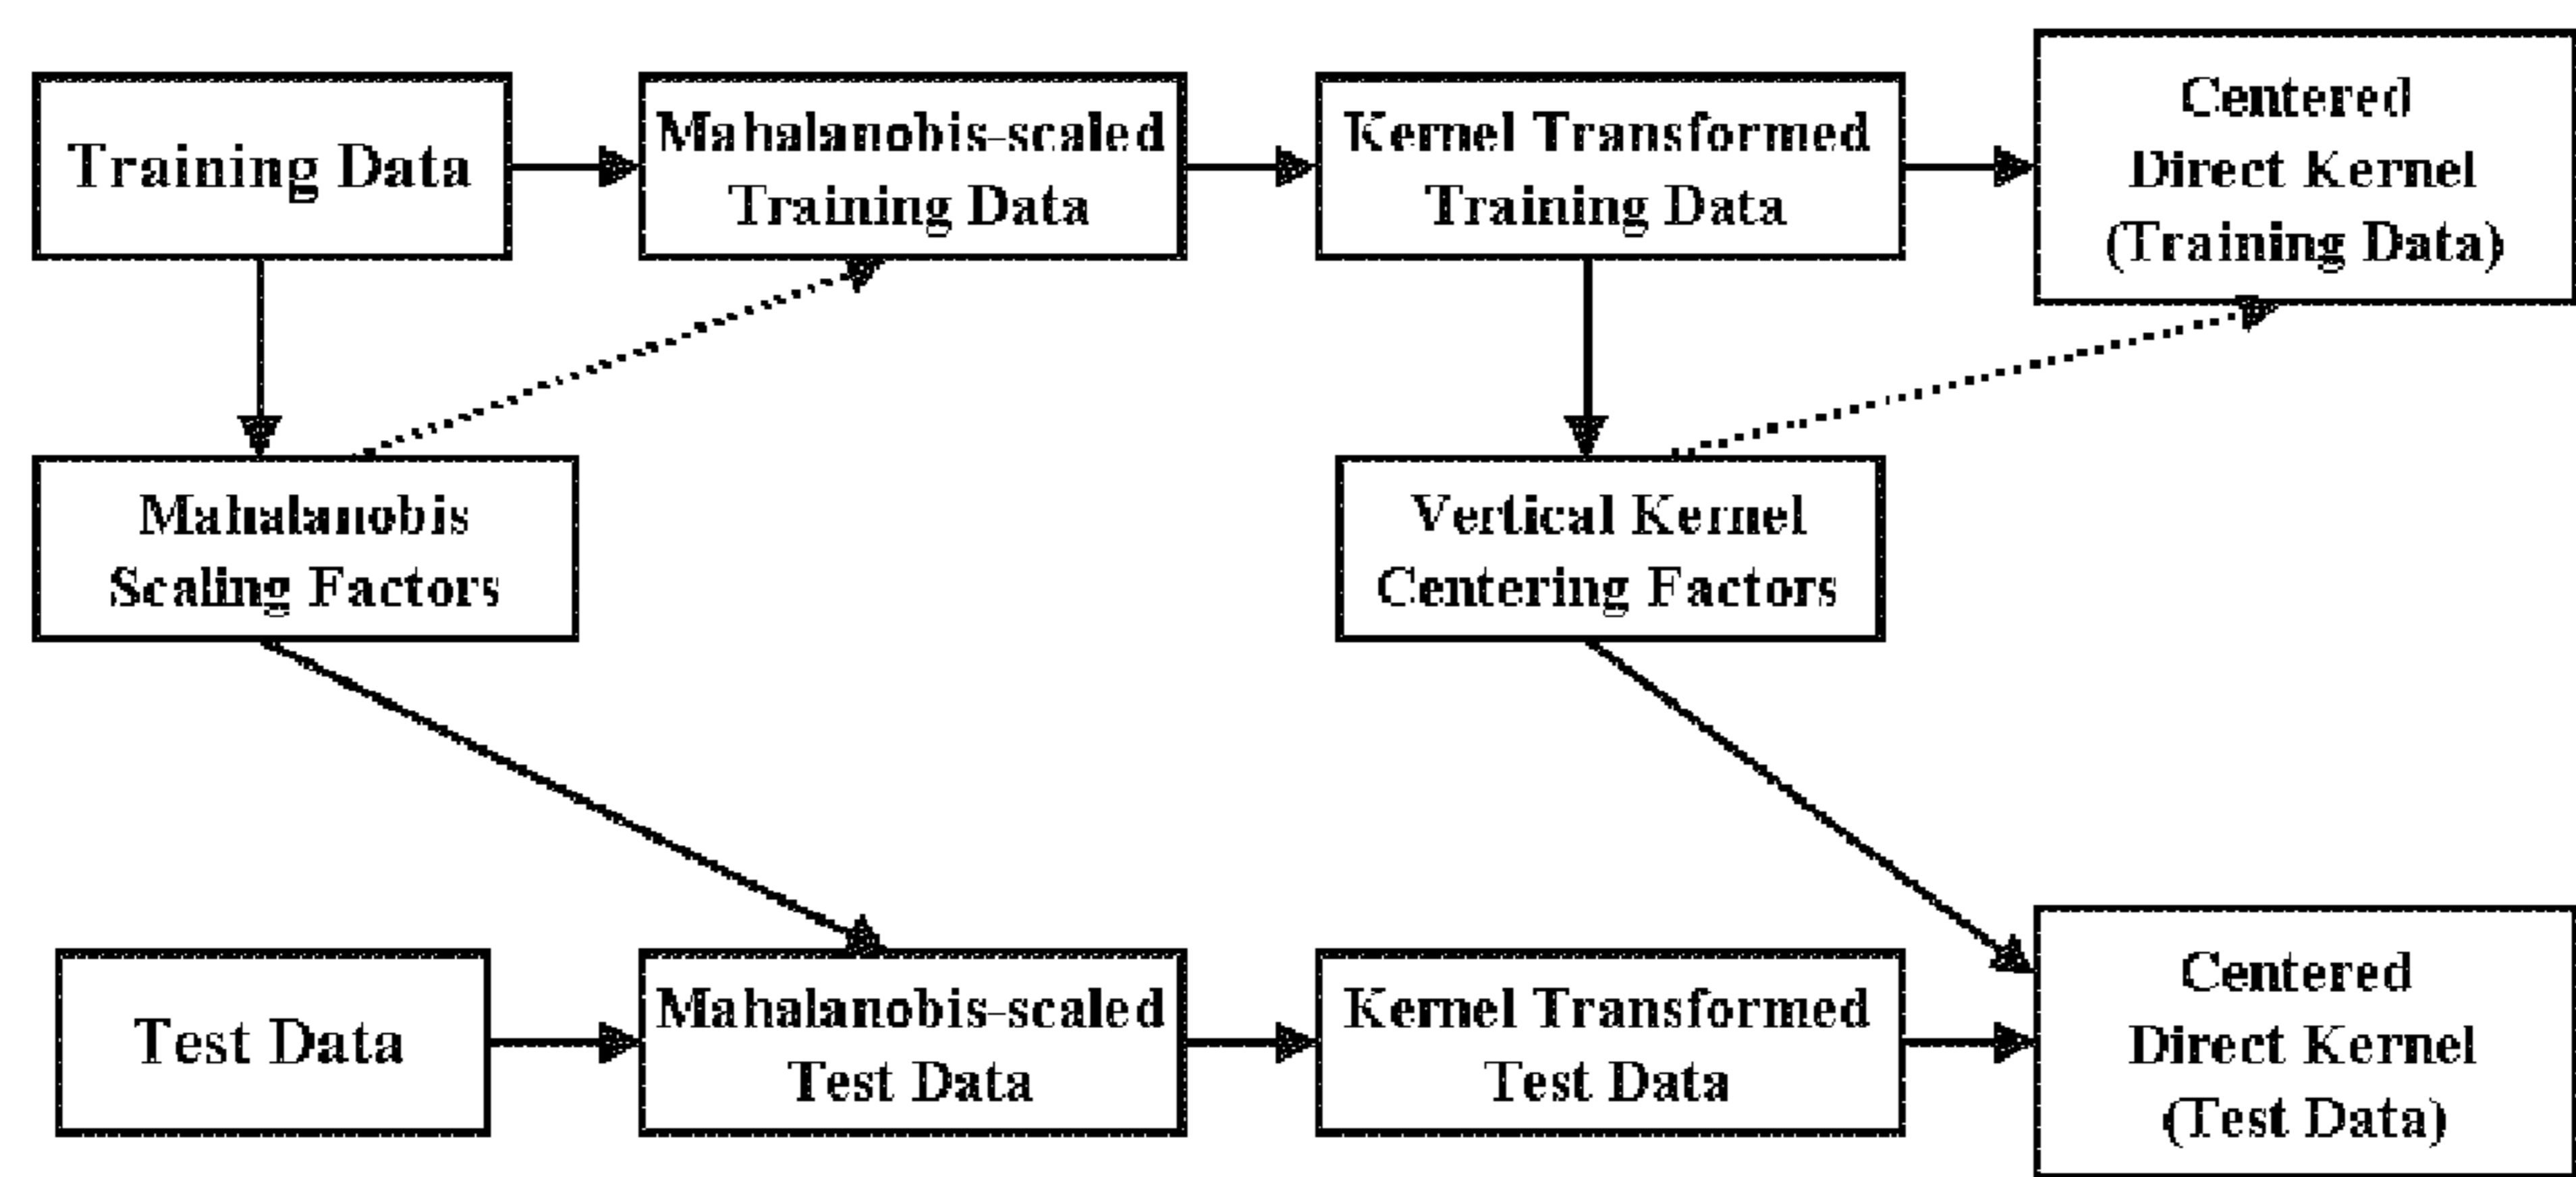 Training Data
Mahalanobis-scaled
Training Data
Kernel Transformed
Training Data
Centered
Direct Kernel
(Training Data)
Mahalanobis
Scaling Factors
Vertical Kernel
Centering Factors
Test Data
Mahalanobis-scaled
Test Data
Kernel Transformed
Test Data
Centered
Direct Kernel
(Test Data)